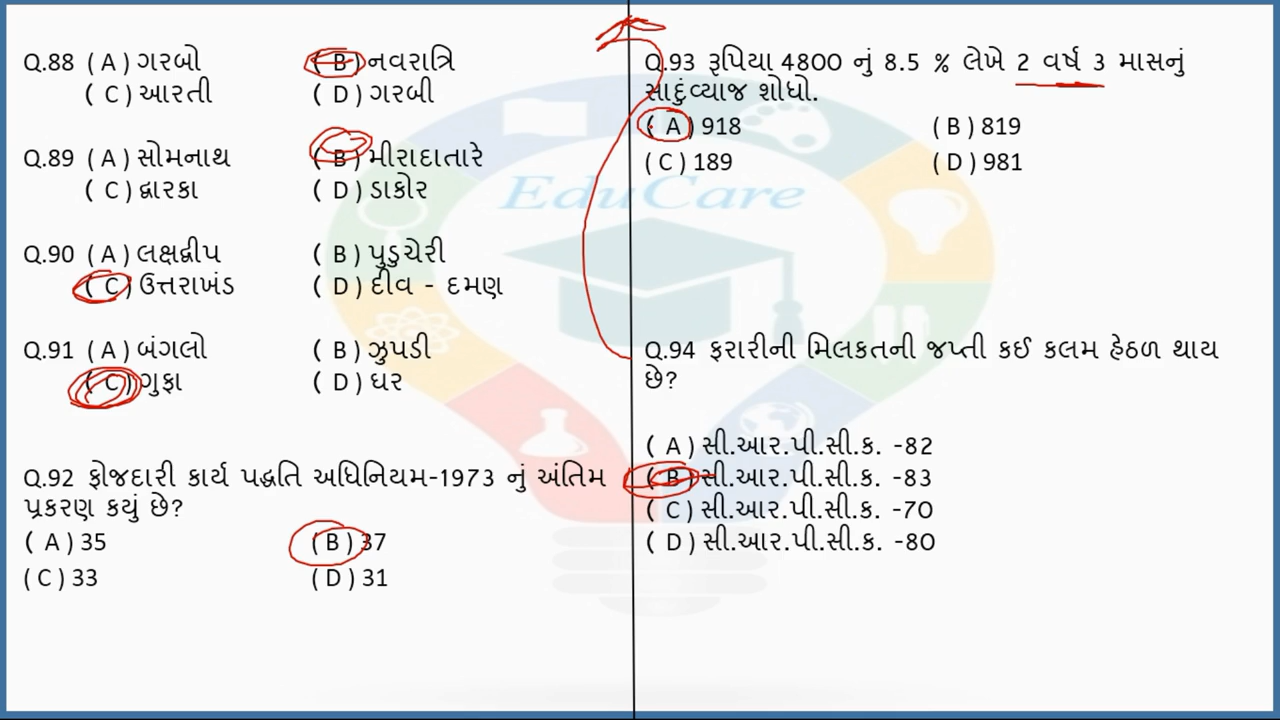 Q.88 ( A ) ગરબો ( B ) નવરાત્રિ
( C ) આરતી ( D ) ગરબી
Q.89 ( A ) સોમનાથ ( B ) મીરાદાતારે
( C ) દ્વારકા ( D ) ડાકોર
Q.90 ( A ) લક્ષદ્વીપ ( B ) પુડુચેરી
( C ) ઉત્તરાખંડ ( D ) દીવ - દમણ
Q.91 ( A ) બંગલો ( B ) ઝુપડી
( C ) ગુફા ( D ) ઘર
Q.92 ફોજદારી કાર્ય પદ્ધતિ અધિનિયમ-1973 નું અંતિમ
પ્રકરણ કયું છે?
( A ) 35 ( B ) 37
( C ) 33 ( D ) 31
Q.93 રૂપિયા 4800 નું 8.5 % લેખે 2 વર્ષ 3 માસનું
સાદુંવ્યાજ શોધો.
( A ) 918 ( B ) 819
( C ) 189 ( D ) 981
EduCare
Q.94 ફરારીની મિલકતની જપ્તી કઈ કલમ હેઠળ થાય
છે?
( A ) સી.આર.પી.સી.ક. -82
( B ) સી.આર.પી.સી.ક. -83
( C ) સી.આર.પી.સી.ક. -70
( D ) સી.આર.પી.સી.ક. -80